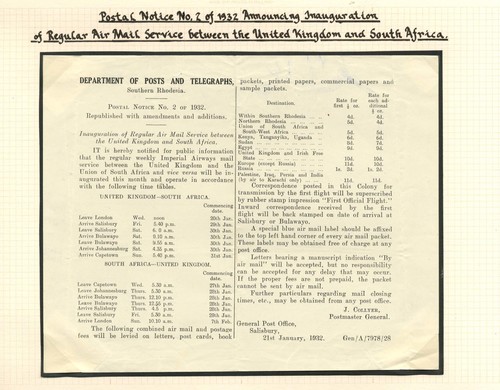 Postal Notice No. 2 of 1932 Announcing Inauguration
of Regular Air Mail Service between the United Kingdom and South Africa.
DEPARTMENT OF POSTS AND TELEGRAPHS,
Southern Rhodesia.
POSTAL NOTICE No. 2 OF 1932.
Republished with amendments and additions.
Inauguration of Regular Air Mail Service between
the United Kingdom and South Africa.
IT is hereby notified for public information
that the regular weekly Imperial Airways mail
service between the United Kingdom and the
Union of South Africa and vice versa will be in-
augurated this month and operate in accordance
with the following time tables.
UNITED KINGDOM—SOUTH AFRICA.
Commencing
date.
Leave London Wed. noon 20th Jan.
Arrive Salisbury Fri. 5.40 p.m. 29th Jan.
Leave Salisbury Sat. 6. 0 a.m. 30th Jan.
Arrive Bulawayo Sat. 9.15 a.m. 30th Jan.
Leave Bulawayo Sat. 9.55 a.m. 30th Jan.
Arrive Johannesburg Sat. 4.35 p.m. 30th Jan.
Arrive Capetown Sun. 5.40 p.m. 31st Jan.
SOUTH AFRICA—UNITED KINGDOM.
Commencing
date.
Leave Capetown Wed. 5.30 a.m. 27th Jan.
Leave Johannesburg Thurs. 5.30 a.m. 28th Jan.
Arrive Bulawayo Thurs. 12.10 p.m. 28th Jan.
Leave Bulawayo Thurs. p.m. 28th Jan.
Arrive Salisbury Thurs. 4.5 p.m. 28th Jan.
Leave Salisbury Fri. 5.30 a.m. 29th Jan.
Arrive London Sun. 10.10 a.m. 7th Feb.
The following combined air mail and postage
fees will be levied on letters, post cards, book
packets, printed papers, commercial papers and
sample packets.
Destination. Rate for first ½ oz. Rate for each additional ½ oz.
Within Southern Rhodesia 4d. 4d.
Northern Rhodesia 5d. 5d.
Union of South Africa and
South-West Africa 5d. 5d.
Kenya, Tanganyika, Uganda 6d. 6d.
Sudan 8d. 7d.
Egypt 9d. 9d.
United Kingdom and Irish Free
State 10d. 10d.
Europe (except Russia) 11d. 10d.
Russia 1s. 2d. 1s. 2d.
Palestine, Iraq, Persia and India
(by air to Karachi only) 11d. 11d.
Correspondence posted in this Colony for
transmission by the first flight will be superscribed
by rubber stamp impression "First Official Flight."
Inward correspondence received by the first
flight will be back stamped on date of arrival at
Salisbury or Bulawayo.
A special blue air mail label should be affixed
to the top left hand corner of every air mail packet.
These labels may be obtained free of charge at any
post office.
Letters bearing a manuscript indication "By
air mail" will be accepted, but no responsibility
can be accepted for any delay that may occur.
If the proper fees are not prepaid, the packet
cannot be sent by air mail.
Further particulars regarding mail closing
times, etc., may be obtained from any post office.
J. COLLYER,
Postmaster General.
General Post Office,
Salisbury,
21st January, 1932. Gen/A/7978/28